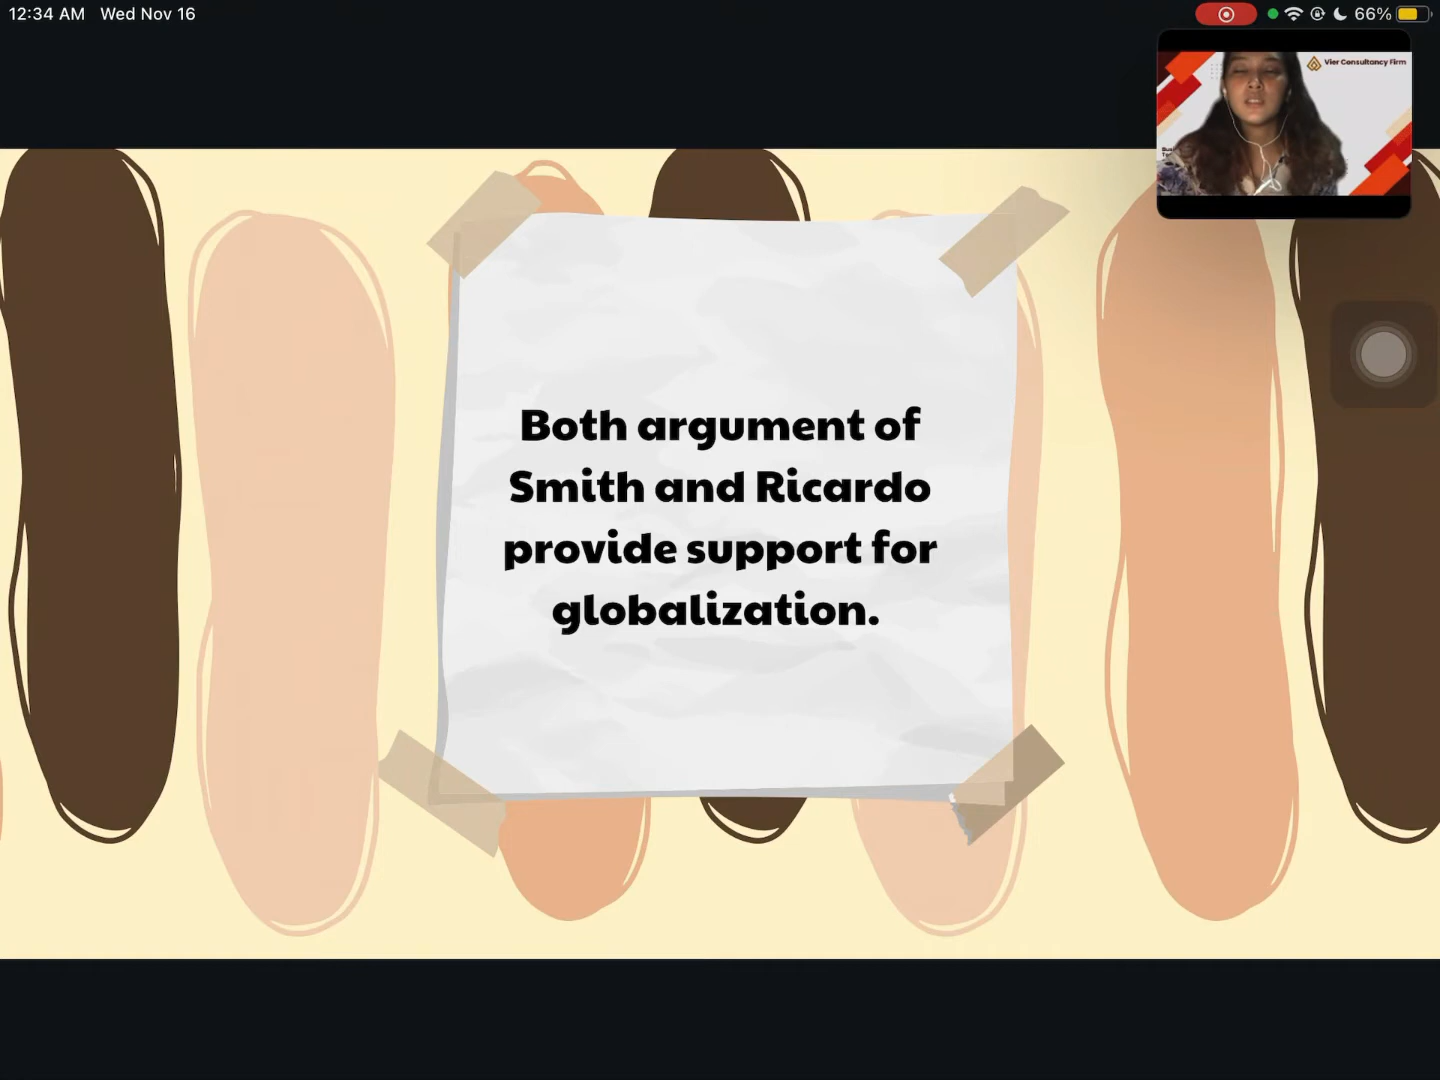 12:34 AM Wed Nov 16
66%
Vier Consultancy Firm
Both argument of
Smith and Ricardo
provide support for
globalization.